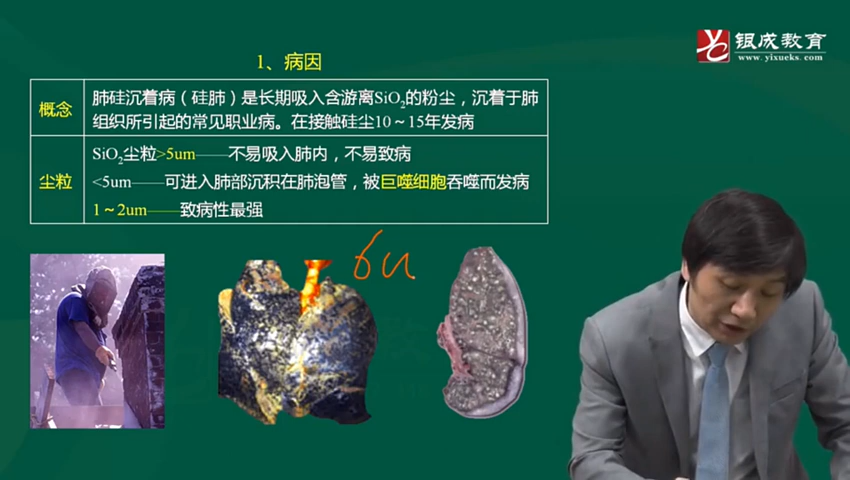 银成教育
www.yixueks.com
1、病因
概念
肺硅沉着病（硅肺）是长期吸入含游离SiO₂的粉尘，沉着于肺
组织所引起的常见职业病。在接触硅尘10～15年发病
尘粒
SiO₂尘粒>5um——不易吸入肺内，不易致病
<5um——可进入肺部沉积在肺泡管，被巨噬细胞吞噬而发病
1～2um——致病性最强